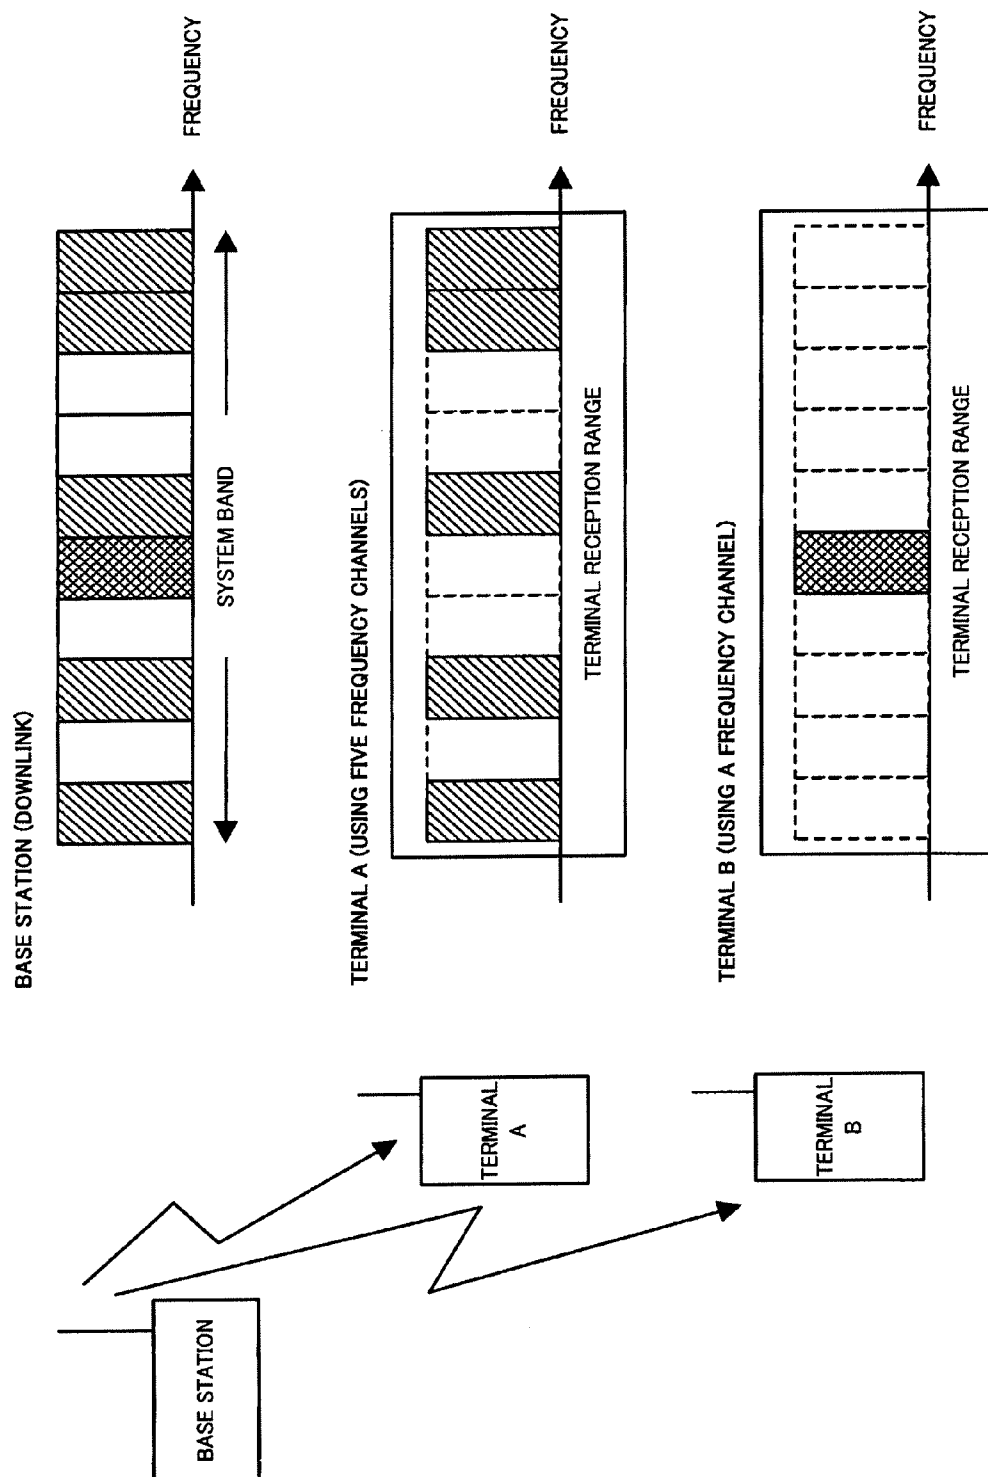 BASE STATION
TERMINAL
A
TERMINAL
B
BASE STATION (DOWNLINK)
SYSTEM BAND
FREQUENCY
TERMINAL A (USING FIVE FREQUENCY CHANNELS)
TERMINAL RECEPTION RANGE
FREQUENCY
TERMINAL B (USING A FREQUENCY CHANNEL)
TERMINAL RECEPTION RANGE
FREQUENCY